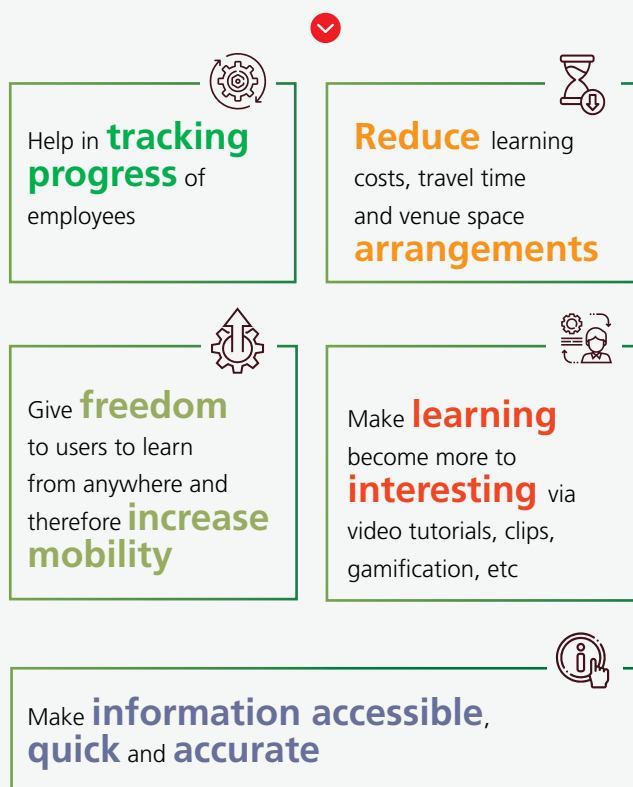 Help in tracking
progress of
employees
Reduce learning
costs, travel time
and venue space
arrangements
Give freedom
to users to learn
from anywhere and
therefore increase
mobility
Make learning
become more to
interesting via
video tutorials, clips,
gamification, etc
Make information accessible,
quick and accurate